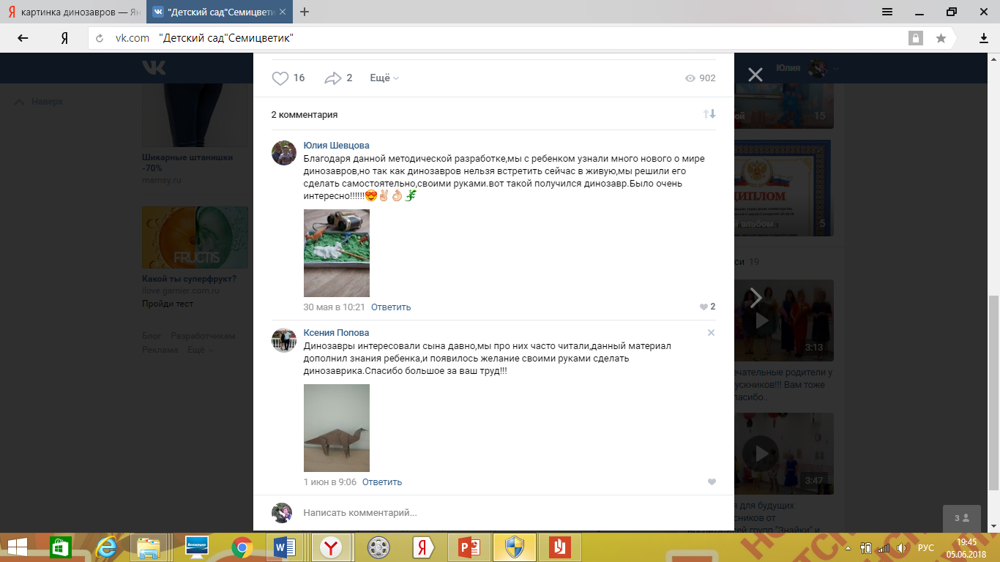 картинка динозавров — Ян
"Детский сад"Семицвети
vk.com "Детский сад"Семицветик"
Юлия
Наверх
16
2
Ещё
902
2 комментария
Юлия Шевцова
Благодаря данной методической разработке,мы с ребенком узнали много нового о мире
динозавров,но так как динозавров нельзя встретить сейчас в живую,мы решили его
сделать самостоятельно,своими руками.вот такой получился динозавр.Было очень
интересно!!!!!!😍✌👌🦎
30 мая в 10:21 Ответить
2
Ксения Попова
Динозавры интересовали сына давно,мы про них часто читали,данный материал
дополнил знания ребенка,и появилось желание своими руками сделать
динозаврика.Спасибо большое за ваш труд!!!
1 июн в 9:06 Ответить
Написать комментарий...
Шикарные штанишки
-70%
mamsy.ru
FRUCTIS
Какой ты суперфрукт?
ilove.garnier.com.ru
Пройди тест
Блог Разработчикам
Реклама Ещё
ой
15
ДИПЛОМ
альбом
5
си 19
3:13
ечательные родители у
ускников!!! Вам тоже
пасибо..
3:47
я для будущих
сников от
групп "Знайки" и
3
lenovo
РУС
19:45
05.06.2018